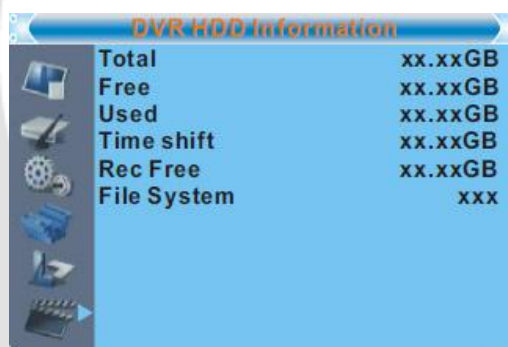 DVR HDD Information
Total xx.xxGB
Free xx.xxGB
Used xx.xxGB
Time shift xx.xxGB
Rec Free xx.xxGB
File System xxx